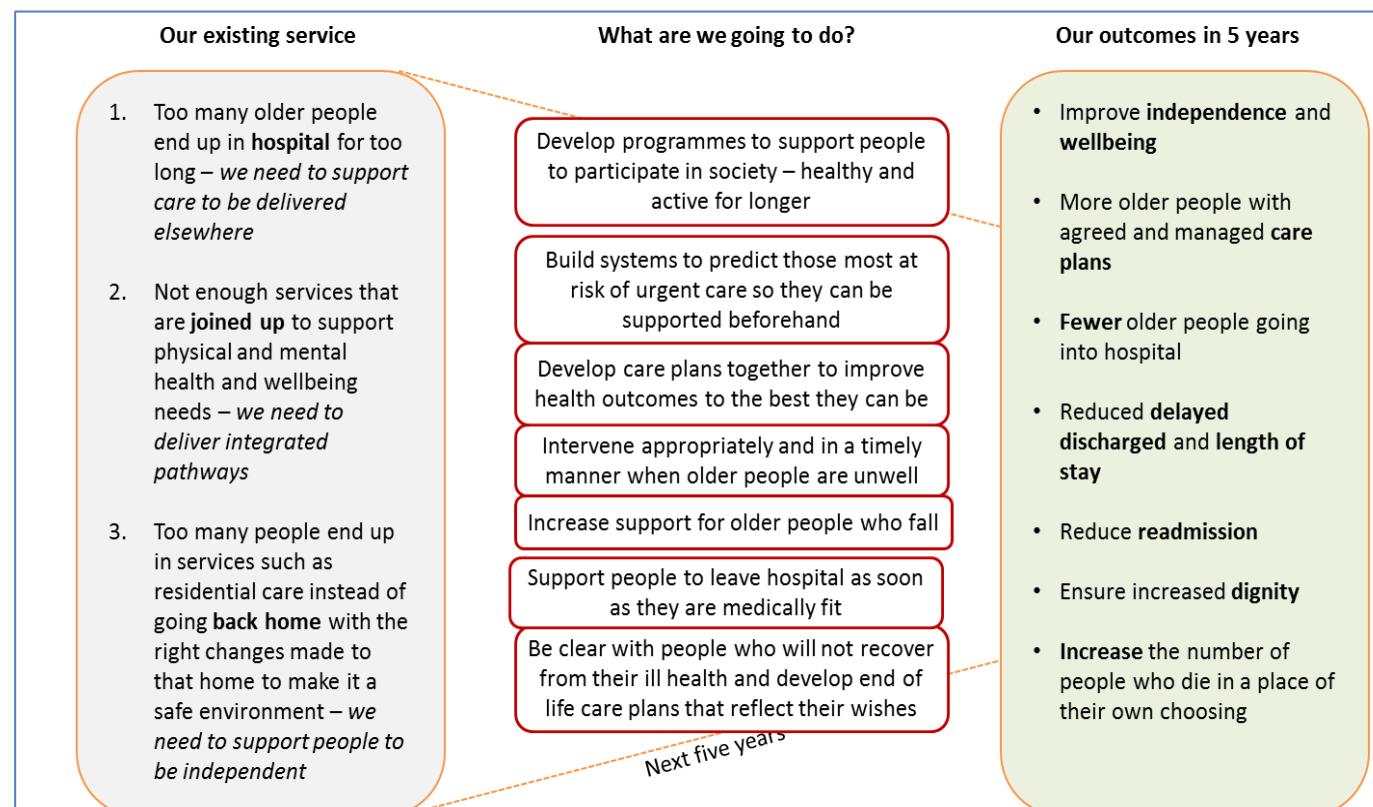 Our existing service
1. Too many older people
end up in hospital for too
long – we need to support
care to be delivered
elsewhere
2. Not enough services that
are joined up to support
physical and mental
health and wellbeing
needs – we need to
deliver integrated
pathways
3. Too many people end up
in services such as
residential care instead of
going back home with the
right changes made to
that home to make it a
safe environment – we
need to support people to
be independent
What are we going to do?
Develop programmes to support people
to participate in society – healthy and
active for longer
Build systems to predict those most at
risk of urgent care so they can be
supported beforehand
Develop care plans together to improve
health outcomes to the best they can be
Intervene appropriately and in a timely
manner when older people are unwell
Increase support for older people who fall
Support people to leave hospital as soon
as they are medically fit
Be clear with people who will not recover
from their ill health and develop end of
life care plans that reflect their wishes
Next five years
Our outcomes in 5 years
• Improve independence and
wellbeing
• More older people with
agreed and managed care
plans
• Fewer older people going
into hospital
• Reduced delayed
discharged and length of
stay
• Reduce readmission
• Ensure increased dignity
• Increase the number of
people who die in a place of
their own choosing